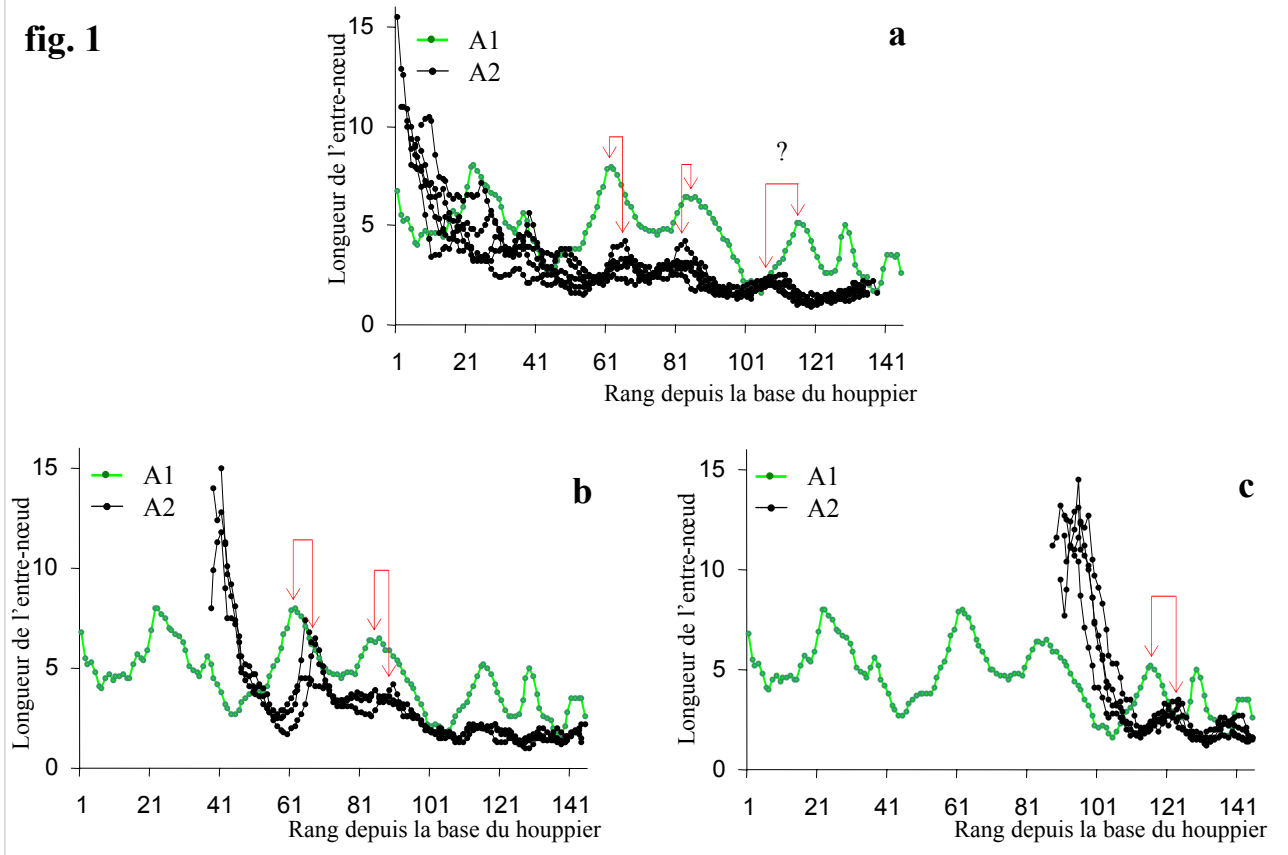 fig. 1
a
A1
A2
?
Longueur de l'entre-nœud
15
10
5
0
1 21 41 61 81 101 121 141
Rang depuis la base du houppier
b
A1
A2
Longueur de l'entre-nœud
15
10
5
0
1 21 41 61 81 101 121 141
Rang depuis la base du houppier
c
A1
A2
Longueur de l'entre-nœud
15
10
5
0
1 21 41 61 81 101 121 141
Rang depuis la base du houppier